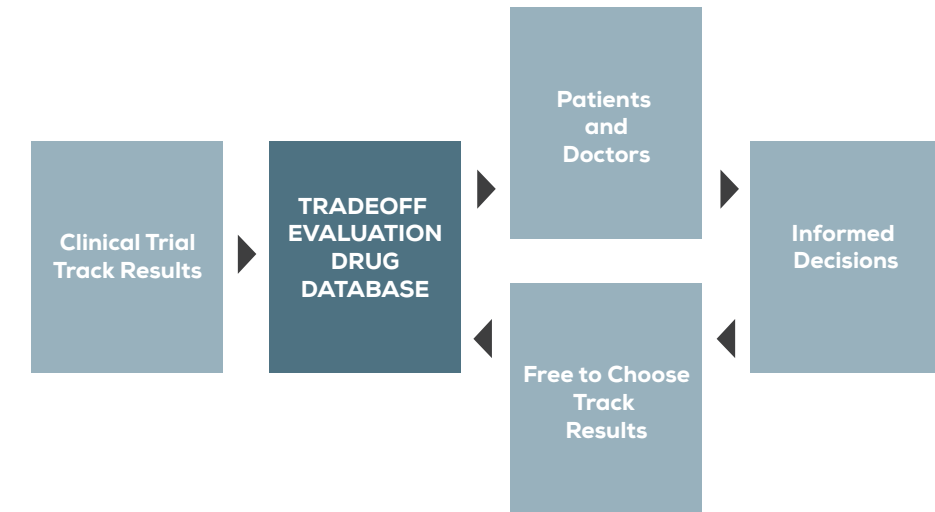 Clinical Trial
Track Results
TRADEOFF
EVALUATION
DRUG
DATABASE
Patients
and
Doctors
Informed
Decisions
Free to Choose
Track
Results